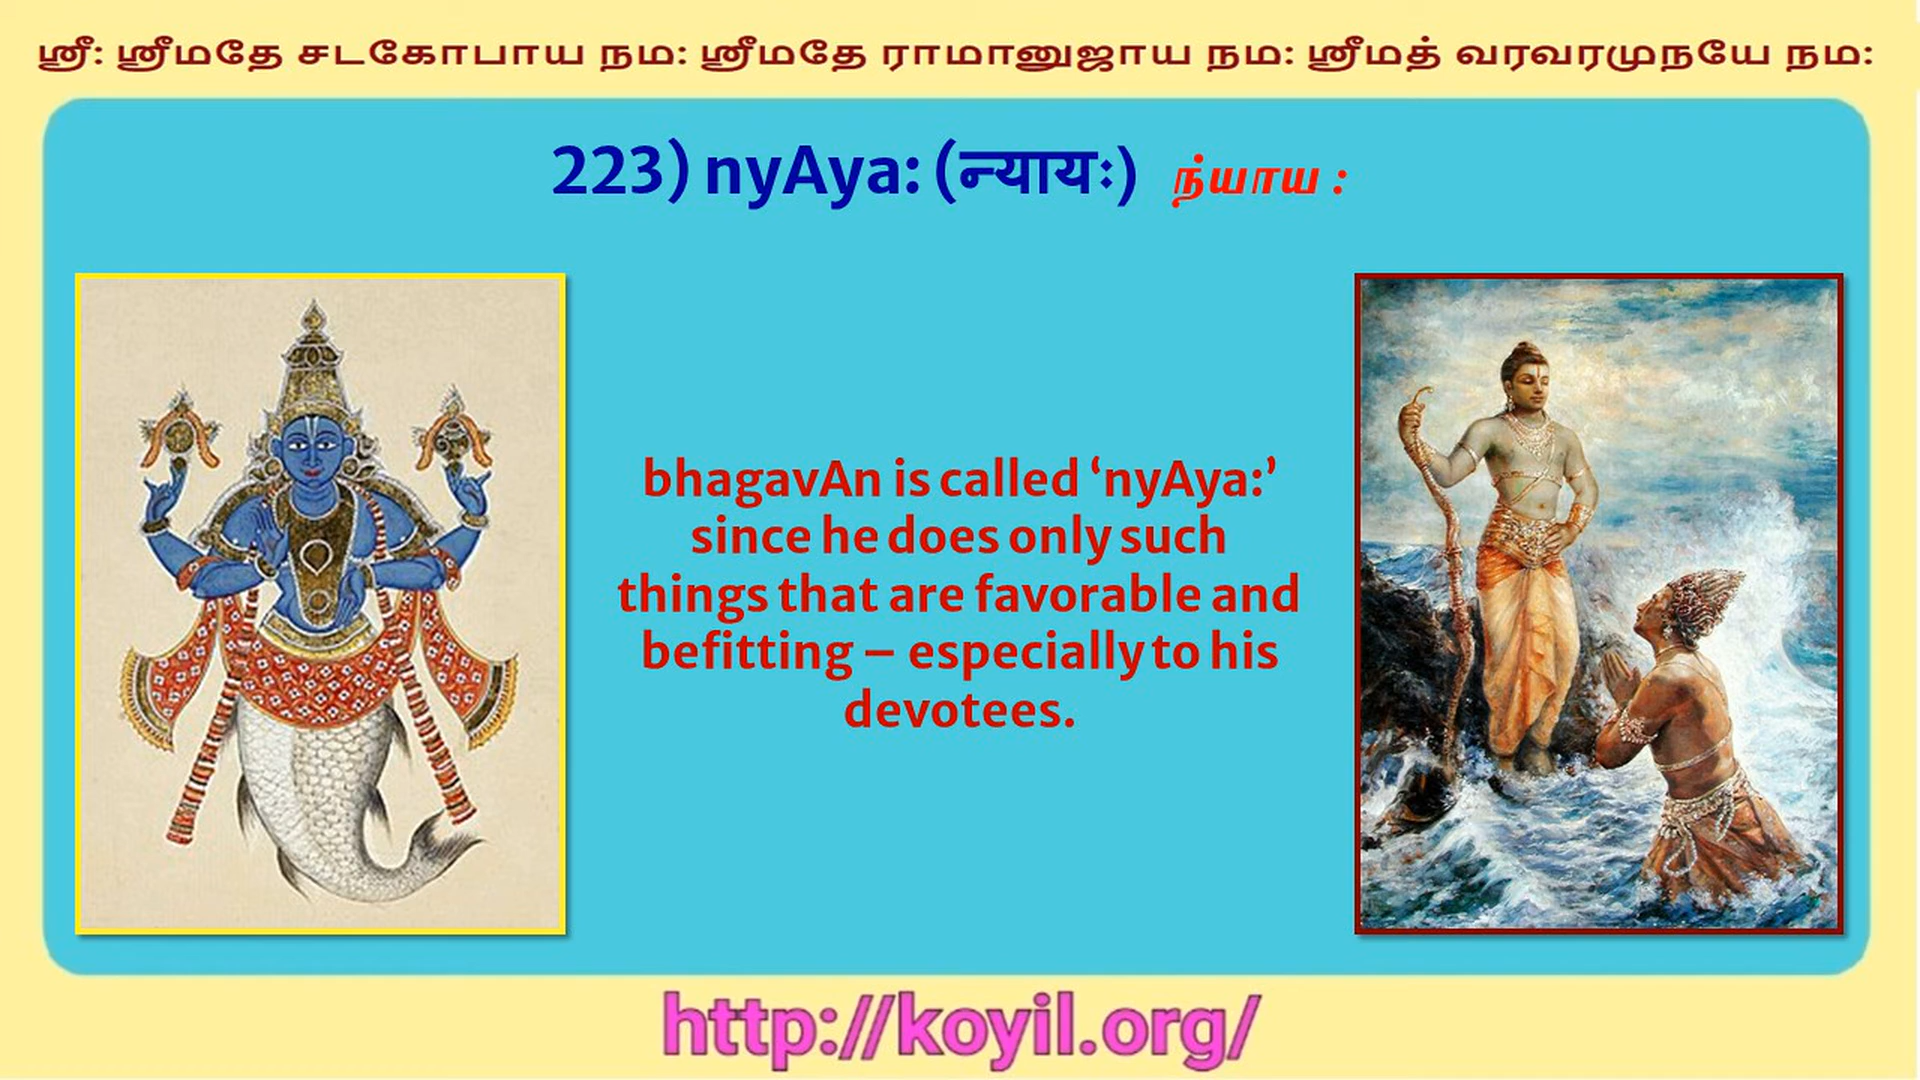 ஸ்ரீ: ஸ்ரீமதே சடகோபாய நம: ஸ்ரீமதே ராமானுஜாய நம: ஸ்ரீமத் வரவரமுநயே நம:
223) nyAya: (न्यायः) ந்யாய :
bhagavAn is called ‘nyAya:’
since he does only such
things that are favorable and
befitting – especially to his
devotees.
http://koyil.org/